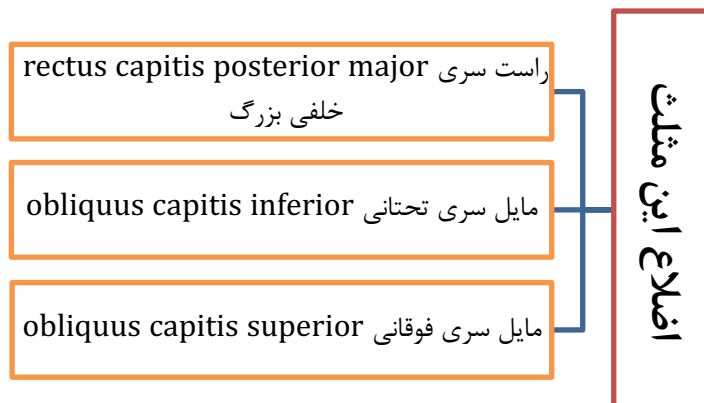 اضلاع این مثلث
راست سری rectus capitis posterior major
خلفی بزرگ
مایل سری تحتانی obliquus capitis inferior
مایل سری فوقانی obliquus capitis superior